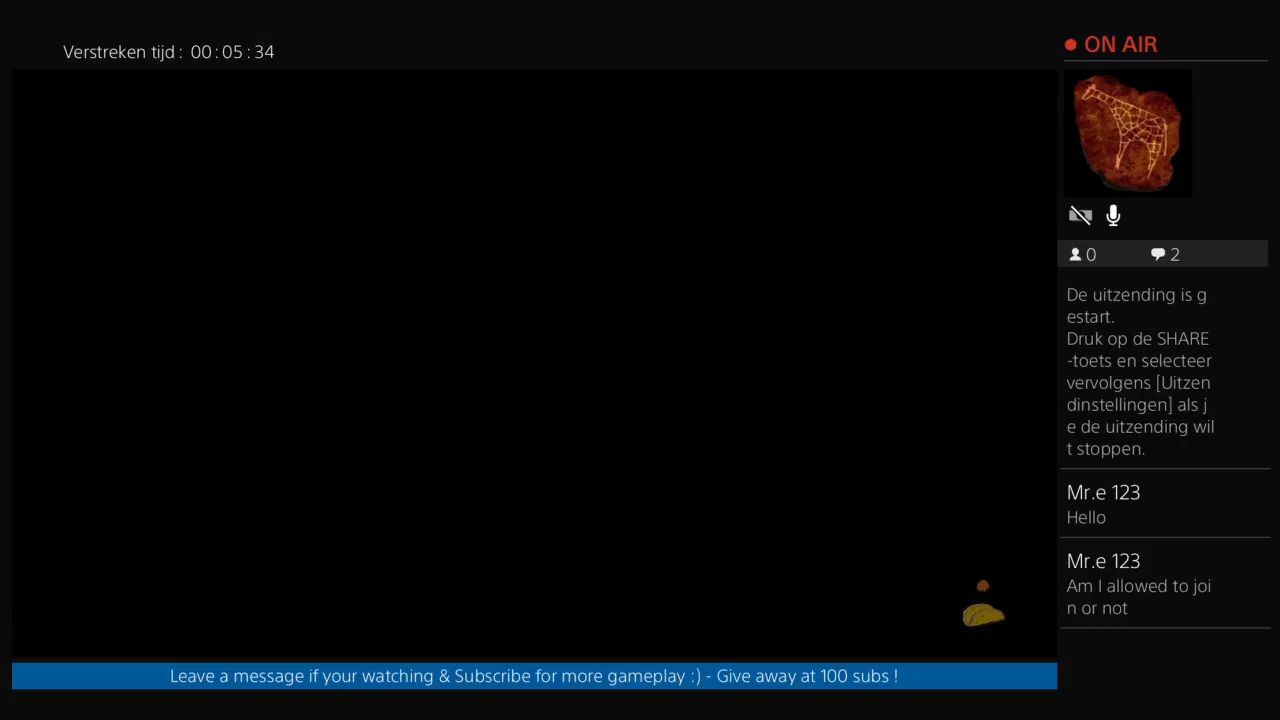 Verstreken tijd : 00 : 05 : 34
ON AIR
0
2
De uitzending is g
estart.
Druk op de SHARE
-toets en selecteer
vervolgens [Uitzen
dinstellingen] als j
e de uitzending wil
t stoppen.
Mr.e 123
Hello
Mr.e 123
Am I allowed to joi
n or not
Leave a message if your watching & Subscribe for more gameplay :) - Give away at 100 subs !